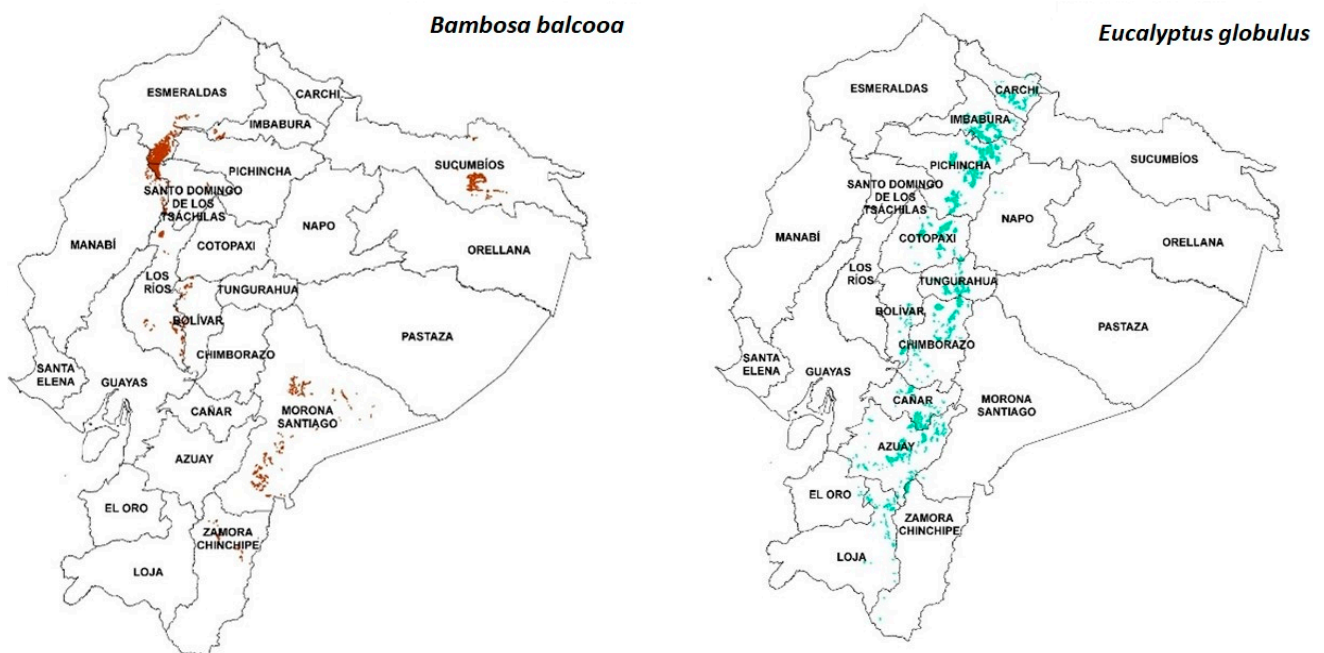 Bambosa balcooa
ESMERALDAS
CARCHI
IMBABURA
SUCUMBÍOS
PICHINCHA
SANTO DOMINGO
DE LOS
TSÁCHILAS
NAPO
MANABÍ
COTOPAXI
ORELLANA
LOS
RÍOS
TUNGURAHUA
BOLÍVAR
PASTAZA
CHIMBORAZO
SANTA
ELENA
GUAYAS
CAÑAR
MORONA
SANTIAGO
AZUAY
EL ORO
ZAMORA
CHINCHIPE
LOJA
Eucalyptus globulus
ESMERALDAS
CARCHI
IMBABURA
SUCUMBÍOS
PICHINCHA
SANTO DOMINGO
DE LOS
TSÁCHILAS
NAPO
MANABÍ
COTOPAXI
ORELLANA
LOS
RÍOS
TUNGURAHUA
BOLÍVAR
PASTAZA
CHIMBORAZO
SANTA
ELENA
GUAYAS
CAÑAR
MORONA
SANTIAGO
AZUAY
EL ORO
ZAMORA
CHINCHIPE
LOJA